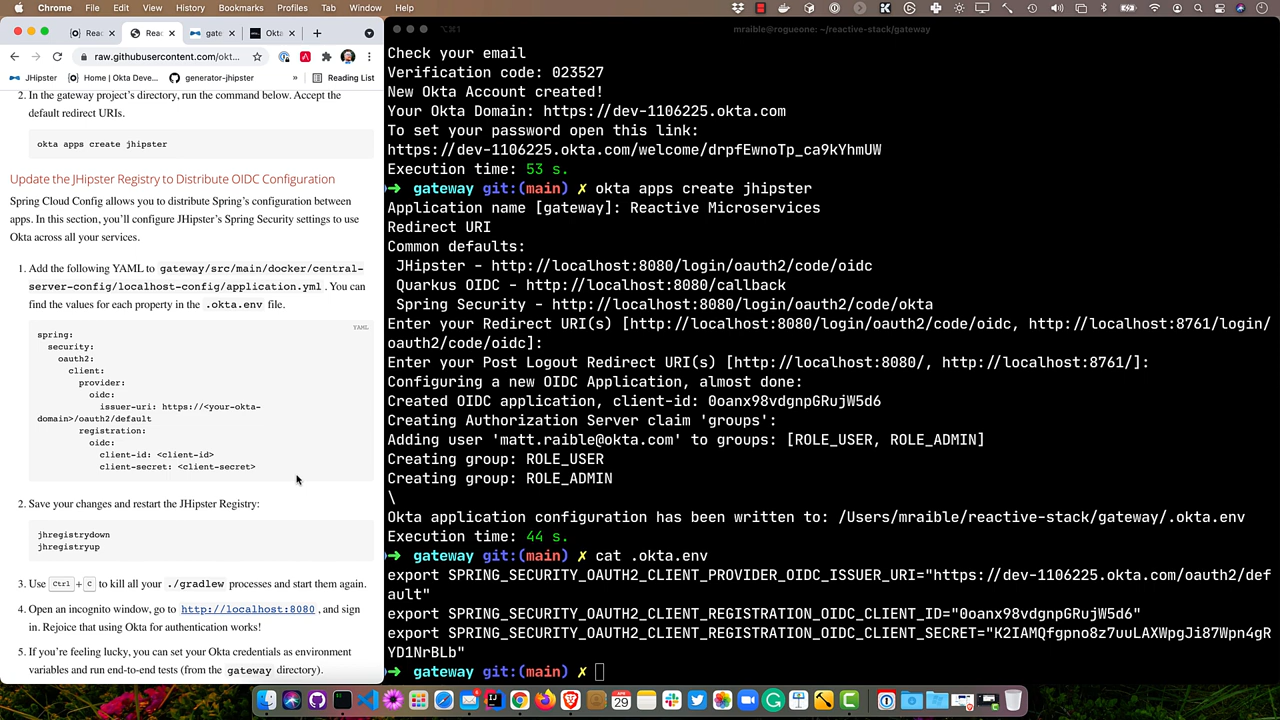 Chrome File Edit View History Bookmarks Profiles Tab Window Help
Reac
Reac
gate
Okta
raw.githubusercontent.com/okt...
JHipster
Home | Okta Deve...
generator-jhipster
»
Reading List
2. In the gateway project's directory, run the command below. Accept the
default redirect URIs.
okta apps create jhipster
Update the JHipster Registry to Distribute OIDC Configuration
Spring Cloud Config allows you to distribute Spring's configuration between
apps. In this section, you'll configure JHipster's Spring Security settings to use
Okta across all your services.
1. Add the following YAML to gateway/src/main/docker/central-
server-config/localhost-config/application.yml . You can
find the values for each property in the .okta.env file.
YAML
spring:
security:
oauth2:
client:
provider:
oidc:
issuer-uri: https://<your-okta-
domain>/oauth2/default
registration:
oidc:
client-id: <client-id>
client-secret: <client-secret>
2. Save your changes and restart the JHipster Registry:
jhregistrydown
jhregistryup
3. Use Ctrl + C to kill all your ./gradlew processes and start them again.
4. Open an incognito window, go to http://localhost:8080 , and sign
in. Rejoice that using Okta for authentication works!
5. If you're feeling lucky, you can set your Okta credentials as environment
variables and run end-to-end tests (from the gateway directory).
⌥⌘1
mraible@rogueone: ~/reactive-stack/gateway
Check your email
Verification code: 023527
New Okta Account created!
Your Okta Domain: https://dev-1106225.okta.com
To set your password open this link:
https://dev-1106225.okta.com/welcome/drpfEwnoTp_ca9kYhmUW
Execution time: 53 s.
➜ gateway git:(main) ✗ okta apps create jhipster
Application name [gateway]: Reactive Microservices
Redirect URI
Common defaults:
JHipster - http://localhost:8080/login/oauth2/code/oidc
Quarkus OIDC - http://localhost:8080/callback
Spring Security - http://localhost:8080/login/oauth2/code/okta
Enter your Redirect URI(s) [http://localhost:8080/login/oauth2/code/oidc, http://localhost:8761/login/
oauth2/code/oidc]:
Enter your Post Logout Redirect URI(s) [http://localhost:8080/, http://localhost:8761/]:
Configuring a new OIDC Application, almost done:
Created OIDC application, client-id: 0oanx98vdgnpGRujW5d6
Creating Authorization Server claim 'groups':
Adding user 'matt.raible@okta.com' to groups: [ROLE_USER, ROLE_ADMIN]
Creating group: ROLE_USER
Creating group: ROLE_ADMIN
\
Okta application configuration has been written to: /Users/mraible/reactive-stack/gateway/.okta.env
Execution time: 44 s.
➜ gateway git:(main) ✗ cat .okta.env
export SPRING_SECURITY_OAUTH2_CLIENT_PROVIDER_OIDC_ISSUER_URI="https://dev-1106225.okta.com/oauth2/def
ault"
export SPRING_SECURITY_OAUTH2_CLIENT_REGISTRATION_OIDC_CLIENT_ID="0oanx98vdgnpGRujW5d6"
export SPRING_SECURITY_OAUTH2_CLIENT_REGISTRATION_OIDC_CLIENT_SECRET="K2IAMQfgpno8z7uuLAXWpgJi87Wpn4gR
YD1NrBLb"
➜ gateway git:(main) ✗
APR
29